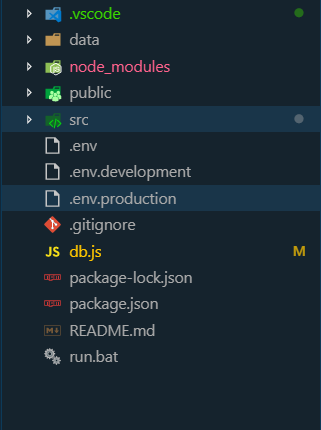 .vscode
data
node_modules
public
src
.env
.env.development
.env.production
.gitignore
JS db.js M
package-lock.json
package.json
README.md
run.bat